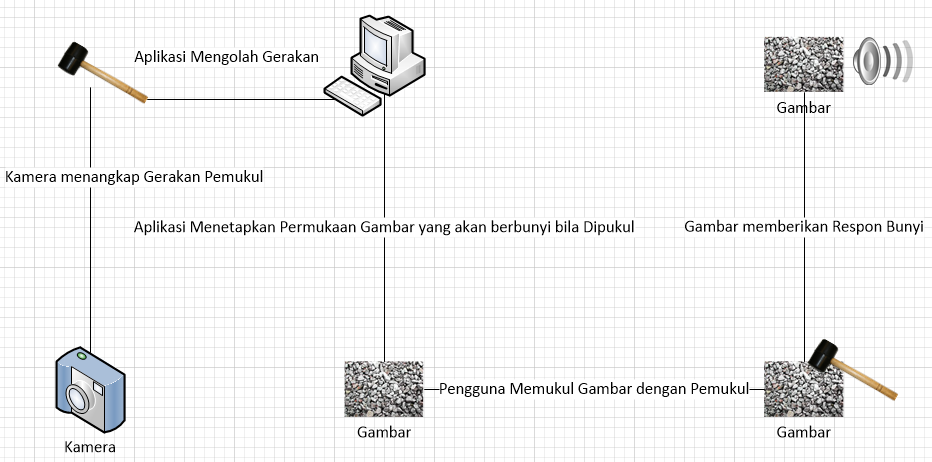 Aplikasi Mengolah Gerakan
Gambar
Kamera menangkap Gerakan Pemukul
Aplikasi Menetapkan Permukaan Gambar yang akan berbunyi bila Dipukul
Gambar memberikan Respon Bunyi
Pengguna Memukul Gambar dengan Pemukul
Kamera
Gambar
Gambar